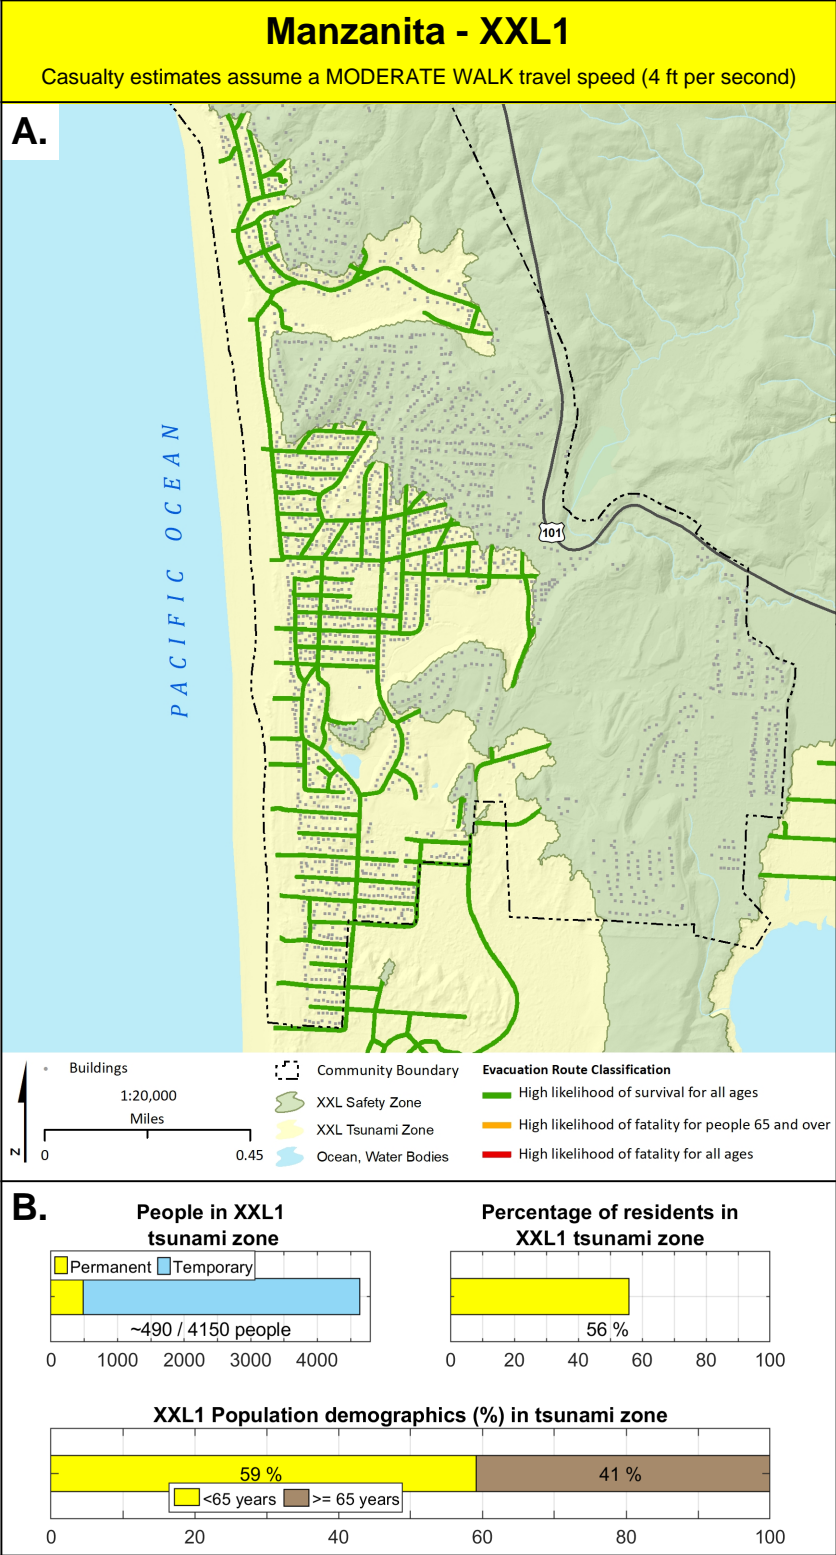 Manzanita - XXL1
Casualty estimates assume a MODERATE WALK travel speed (4 ft per second)
A.
101
PACIFIC OCEAN
Buildings
1:20,000
Miles
0 0.45
N
Community Boundary
XXL Safety Zone
XXL Tsunami Zone
Ocean, Water Bodies
Evacuation Route Classification
High likelihood of survival for all ages
High likelihood of fatality for people 65 and over
High likelihood of fatality for all ages
B.
People in XXL1
tsunami zone
Permanent Temporary
~490 / 4150 people
0 1000 2000 3000 4000
Percentage of residents in
XXL1 tsunami zone
56 %
0 20 40 60 80 100
XXL1 Population demographics (%) in tsunami zone
59 % 41 %
<65 years >= 65 years
0 20 40 60 80 100